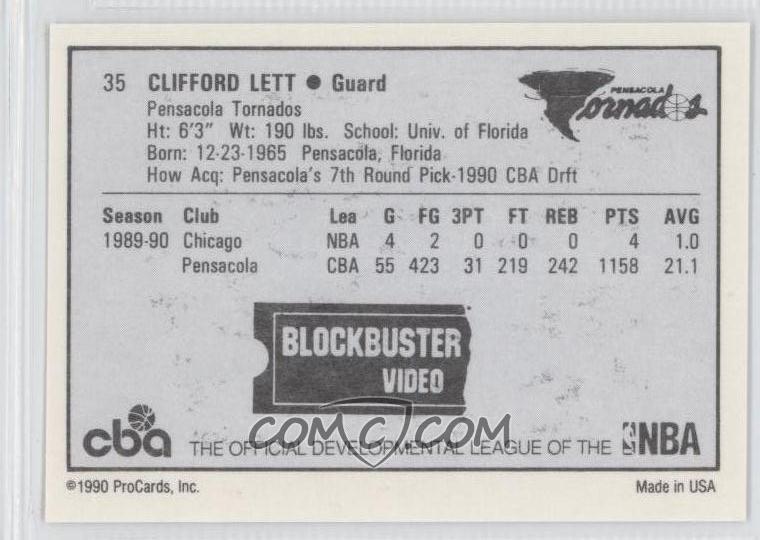 35 CLIFFORD LETT ● Guard
PENSACOLA
Tornados
Pensacola Tornados
Ht: 6'3" Wt: 190 lbs. School: Univ. of Florida
Born: 12-23-1965 Pensacola, Florida
How Acq: Pensacola's 7th Round Pick-1990 CBA Drft
Season Club Lea G FG 3PT FT REB PTS AVG
1989-90 Chicago NBA 4 2 0 0 0 4 1.0
Pensacola CBA 55 423 31 219 242 1158 21.1
BLOCKBUSTER
VIDEO
COMC.COM
cba THE OFFICIAL DEVELOPMENTAL LEAGUE OF THE NBA
©1990 ProCards, Inc. Made in USA